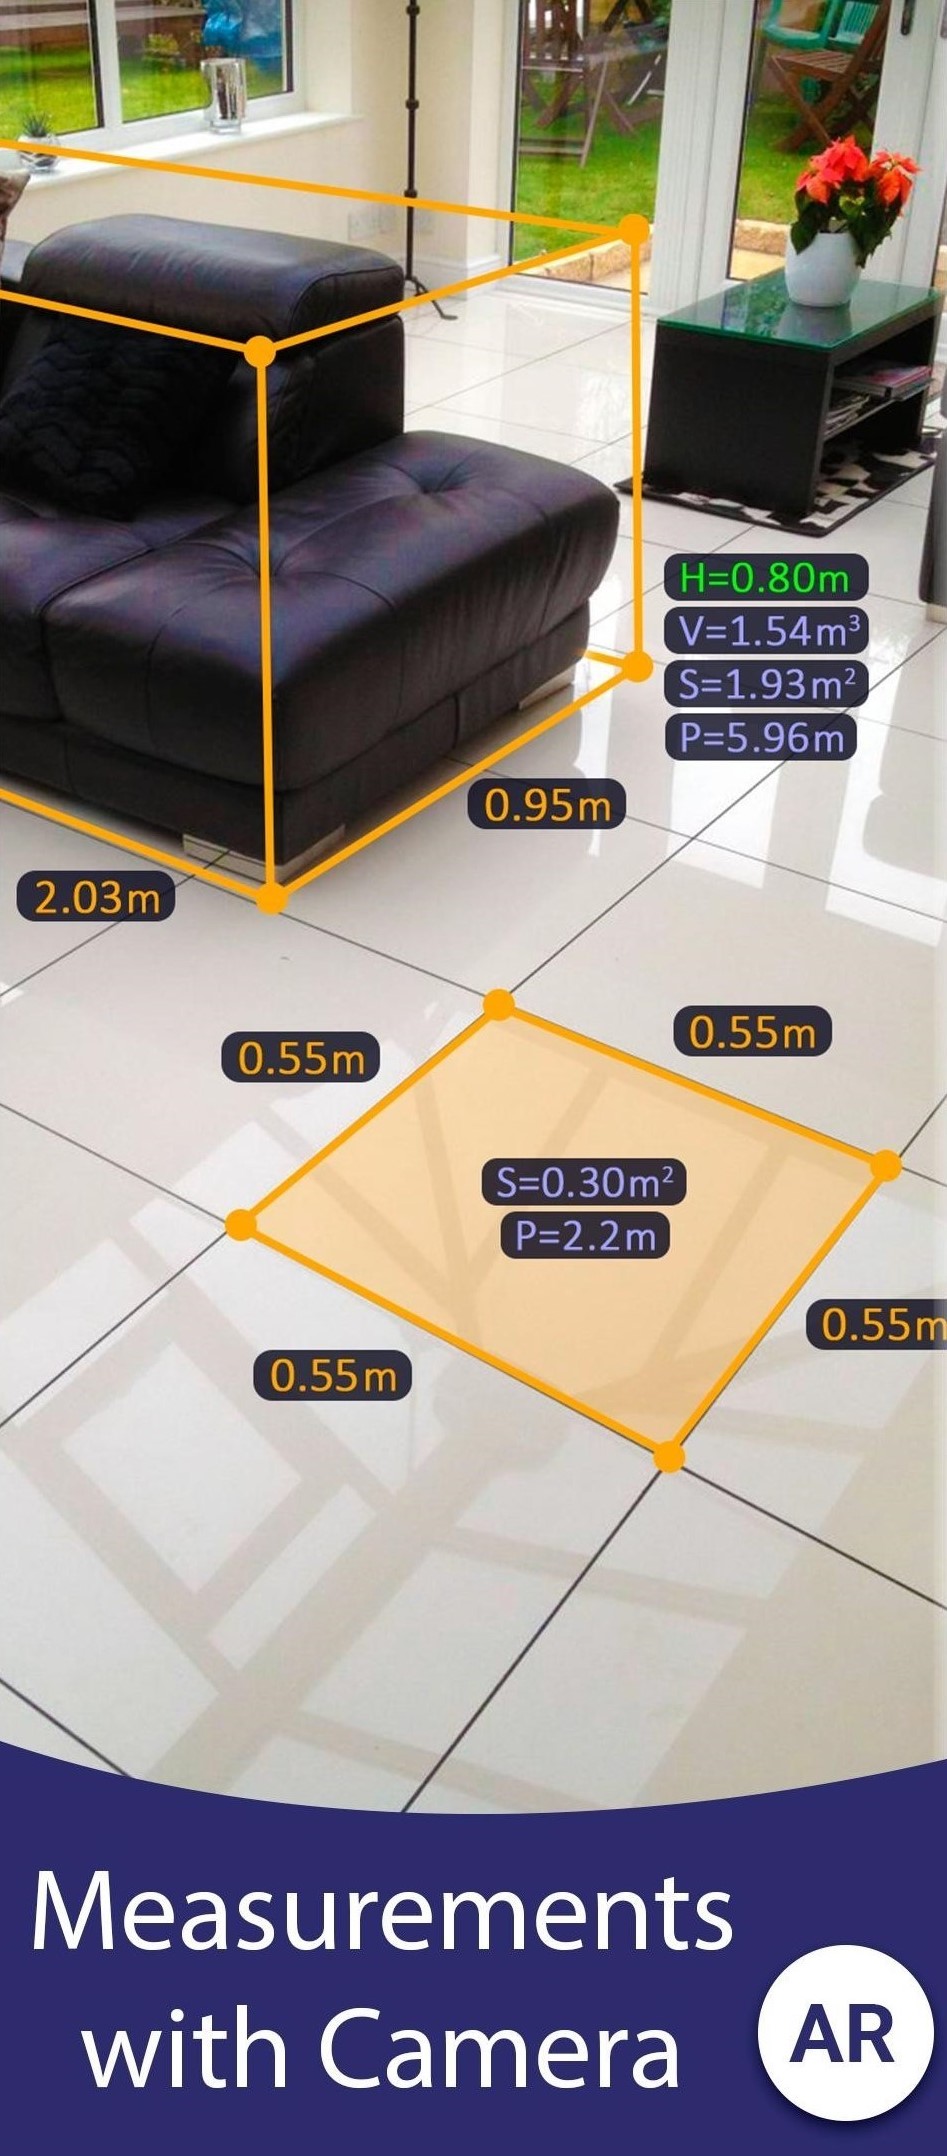 H=0.80m
V=1.54m³
S=1.93m²
P=5.96m
0.95m
2.03m
0.55m
0.55m
S=0.30m²
P=2.2m
0.55m
0.55m
Measurements
with Camera
AR